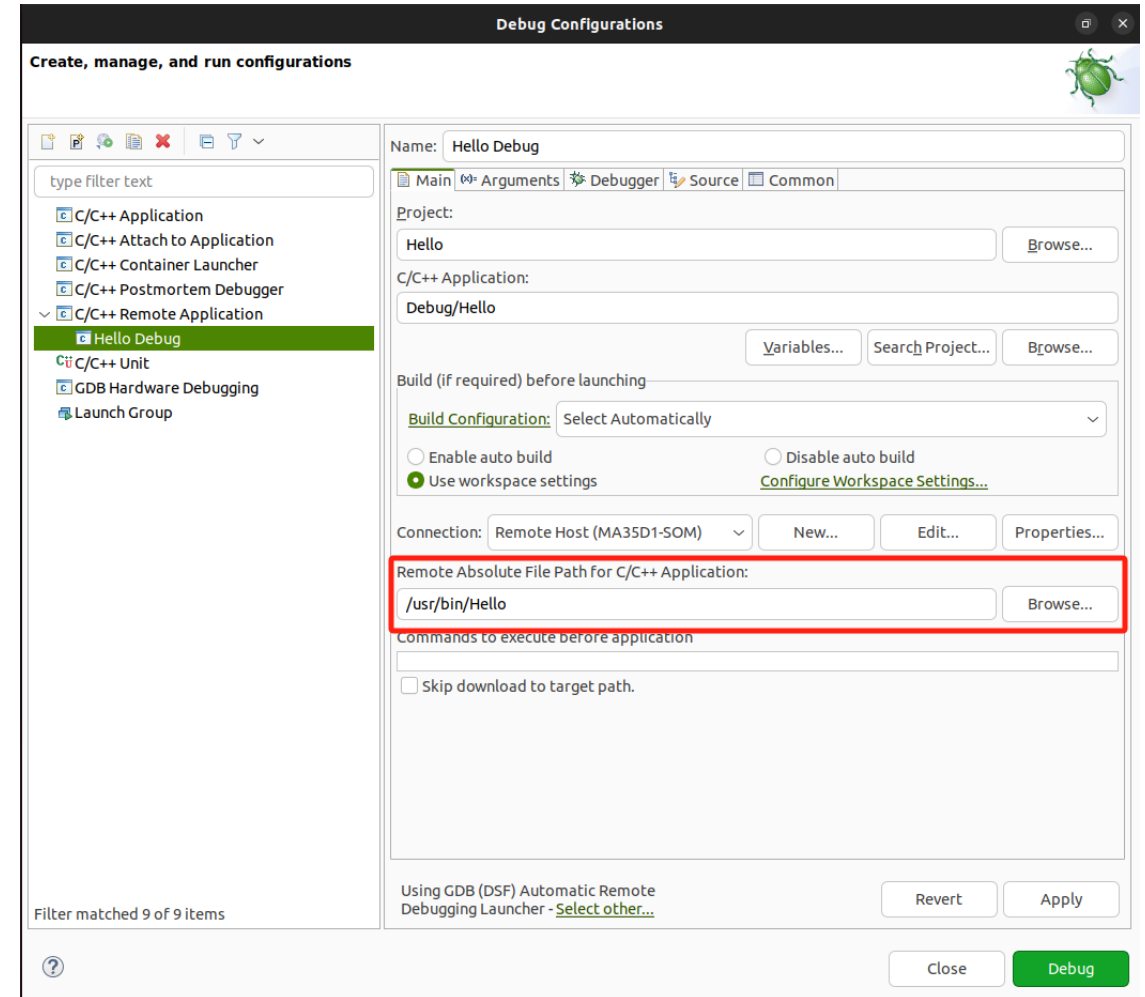 Debug Configurations
Create, manage, and run configurations
type filter text
C/C++ Application
C/C++ Attach to Application
C/C++ Container Launcher
C/C++ Postmortem Debugger
C/C++ Remote Application
Hello Debug
C/C++ Unit
GDB Hardware Debugging
Launch Group
Filter matched 9 of 9 items
Name: Hello Debug
Main Arguments Debugger Source Common
Project:
Hello Browse...
C/C++ Application:
Debug/Hello
Variables... Search Project... Browse...
Build (if required) before launching
Build Configuration: Select Automatically
Enable auto build Disable auto build
Use workspace settings Configure Workspace Settings...
Connection: Remote Host (MA35D1-SOM) New... Edit... Properties...
Remote Absolute File Path for C/C++ Application:
/usr/bin/Hello Browse...
Commands to execute before application
Skip download to target path.
Using GDB (DSF) Automatic Remote
Debugging Launcher - Select other...
Revert Apply
Close Debug